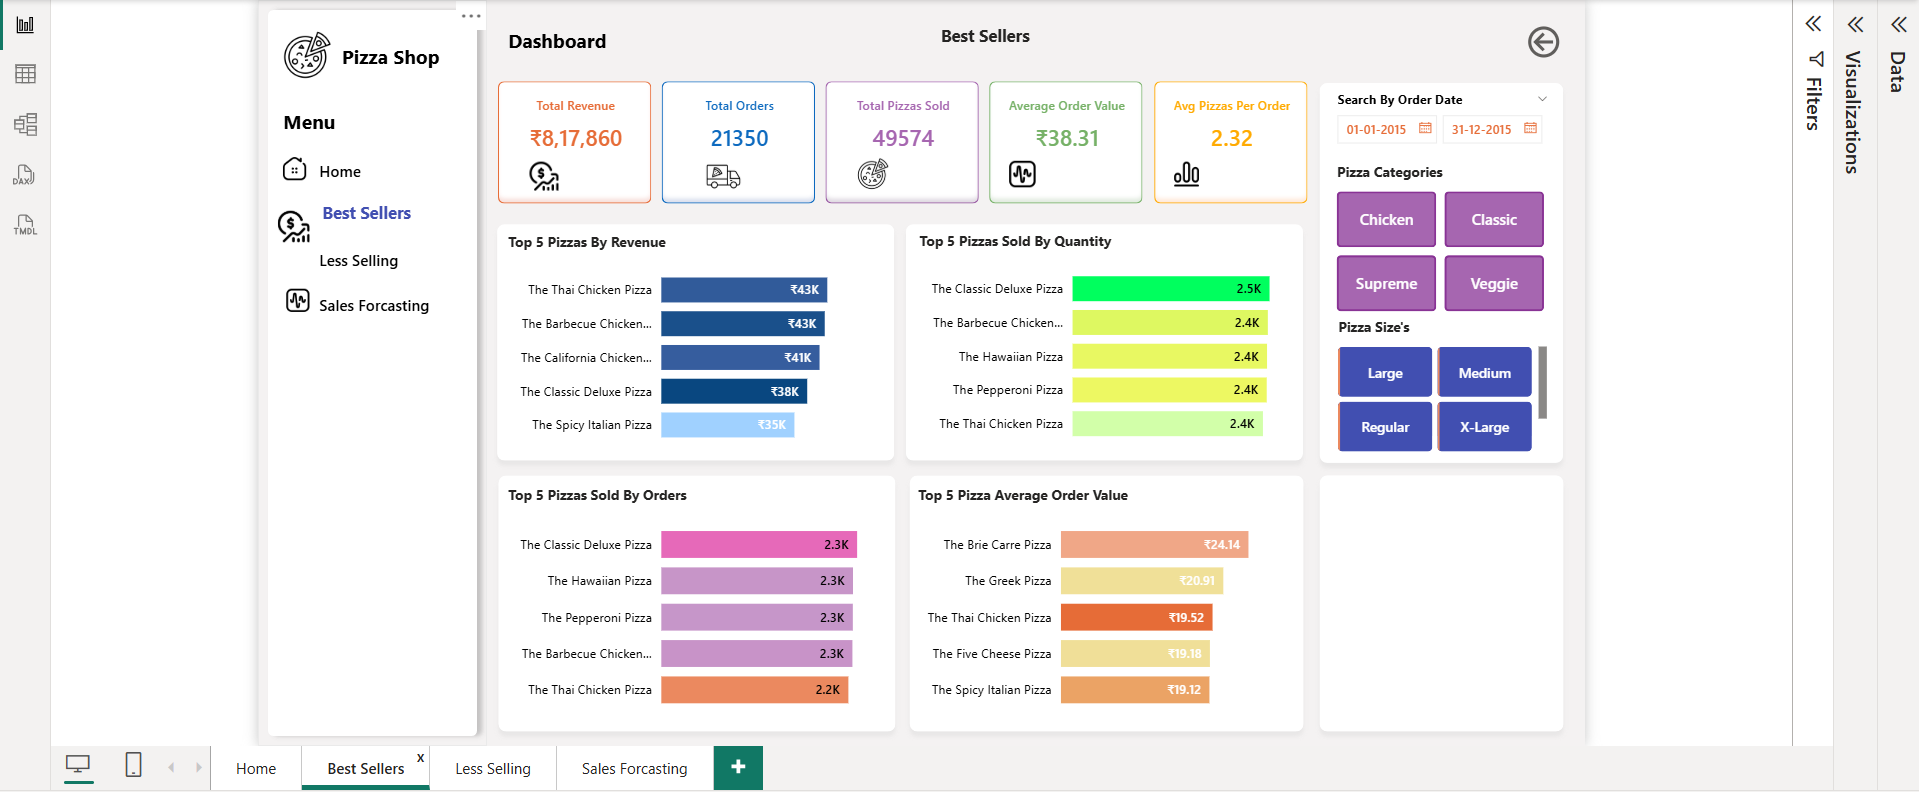 Pizza Shop
Menu
Home
Best Sellers
Less Selling
Sales Forcasting
Dashboard
Best Sellers
Total Revenue
₹8,17,860
Total Orders
21350
Total Pizzas Sold
49574
Average Order Value
₹38.31
Avg Pizzas Per Order
2.32
Search By Order Date
01-01-2015
31-12-2015
Pizza Categories
Chicken
Classic
Supreme
Veggie
Pizza Size's
Large
Medium
Regular
X-Large
Top 5 Pizzas By Revenue
The Thai Chicken Pizza ₹43K
The Barbecue Chicken... ₹43K
The California Chicken... ₹41K
The Classic Deluxe Pizza ₹38K
The Spicy Italian Pizza ₹35K
Top 5 Pizzas Sold By Quantity
The Classic Deluxe Pizza 2.5K
The Barbecue Chicken... 2.4K
The Hawaiian Pizza 2.4K
The Pepperoni Pizza 2.4K
The Thai Chicken Pizza 2.4K
Top 5 Pizzas Sold By Orders
The Classic Deluxe Pizza 2.3K
The Hawaiian Pizza 2.3K
The Pepperoni Pizza 2.3K
The Barbecue Chicken... 2.3K
The Thai Chicken Pizza 2.2K
Top 5 Pizza Average Order Value
The Brie Carre Pizza ₹24.14
The Greek Pizza ₹20.91
The Thai Chicken Pizza ₹19.52
The Five Cheese Pizza ₹19.18
The Spicy Italian Pizza ₹19.12
Filters
Visualizations
Data
DAX
TMDL
Home
Best Sellers
x
Less Selling
Sales Forcasting
+